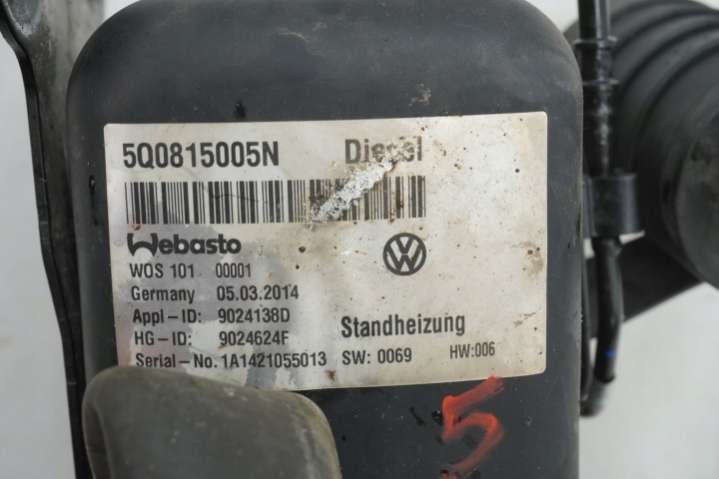 5Q0815005N Diesel
Webasto
WOS 101 00001
Germany 05.03.2014
Appl-ID: 9024138D
HG-ID: 9024624F
Standheizung
Serial-No. 1A1421055013 SW: 0069 HW:006
5